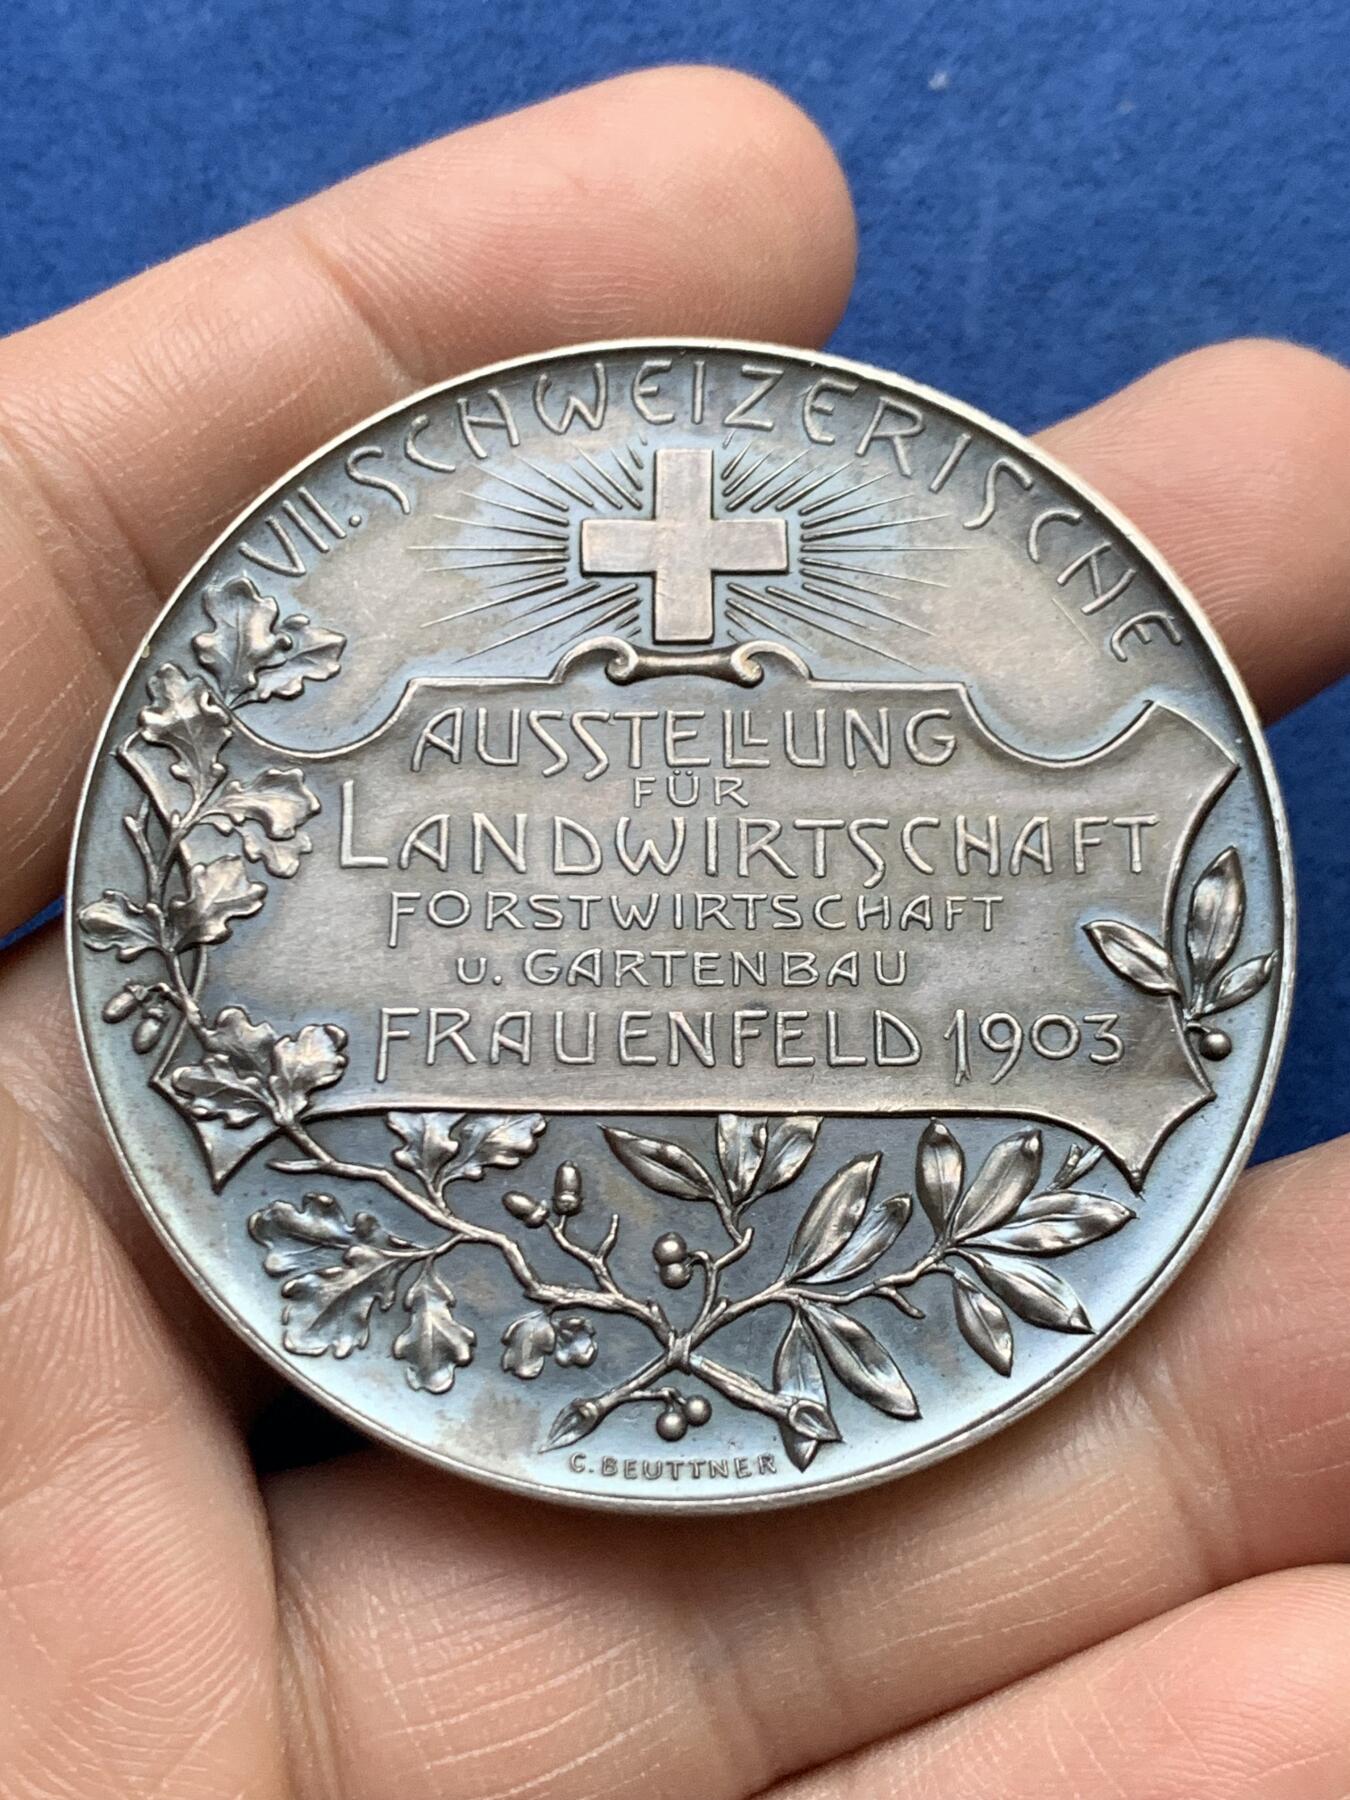 VII. SCHWEIZERISCHE
AUSSTELLUNG
FÜR
LANDWIRTSCHAFT
FORSTWIRTSCHAFT
U. GARTENBAU
FRAUENFELD 1903
C. BEUTTNER